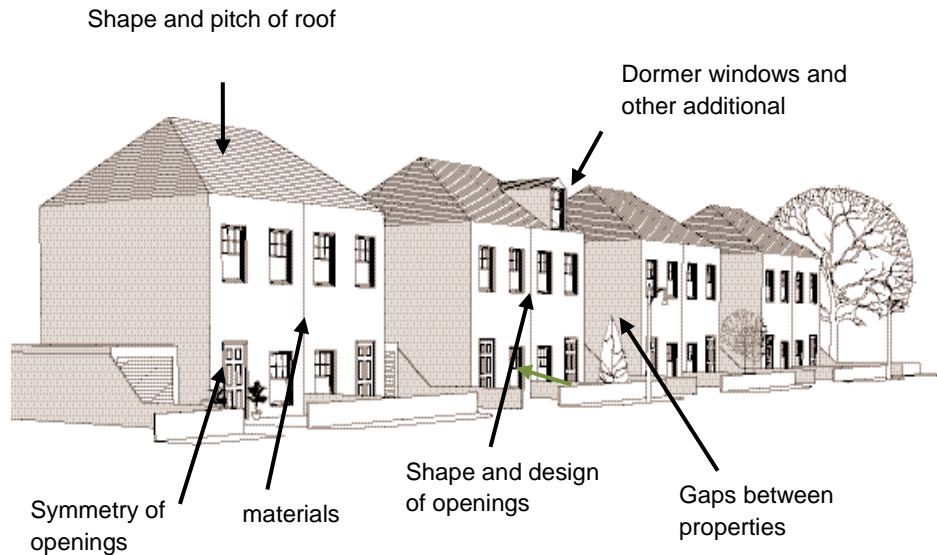 Shape and pitch of roof
Dormer windows and
other additional
Symmetry of
openings
materials
Shape and design
of openings
Gaps between
properties